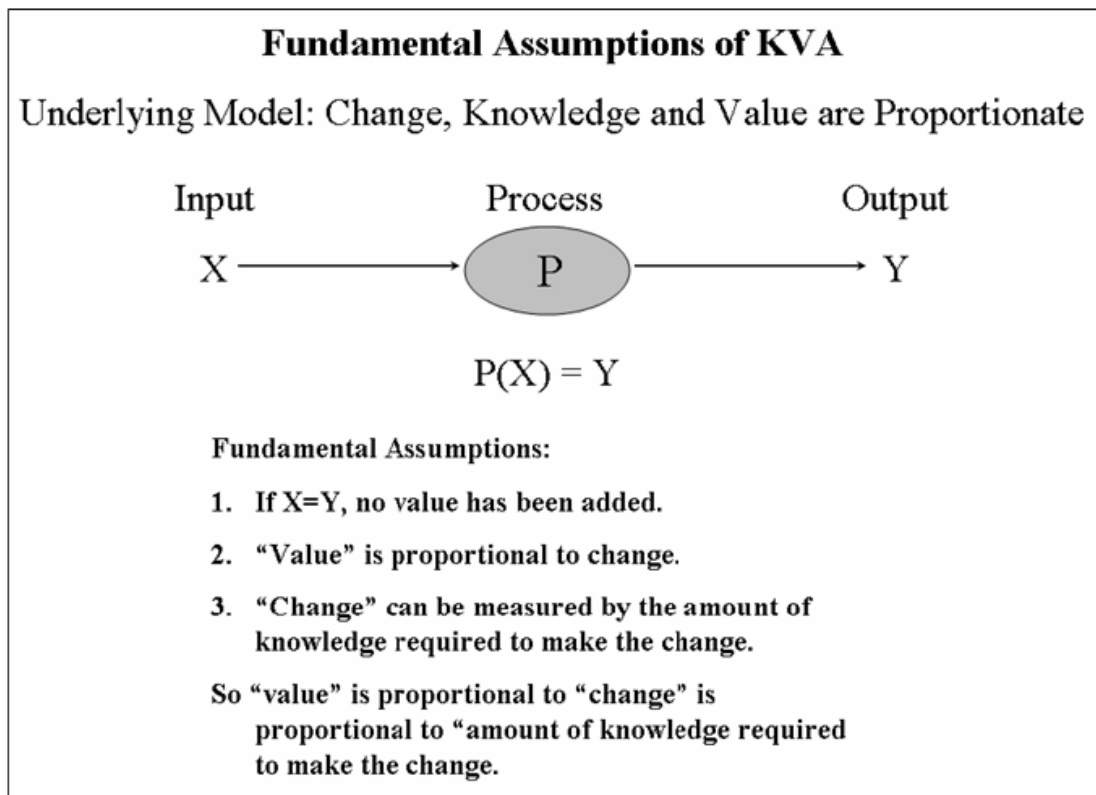 Fundamental Assumptions of KVA
Underlying Model: Change, Knowledge and Value are Proportionate
Input Process Output
X P Y
P(X) = Y
Fundamental Assumptions:
1. If X=Y, no value has been added.
2. “Value” is proportional to change.
3. “Change” can be measured by the amount of
knowledge required to make the change.
So “value” is proportional to “change” is
proportional to “amount of knowledge required
to make the change.